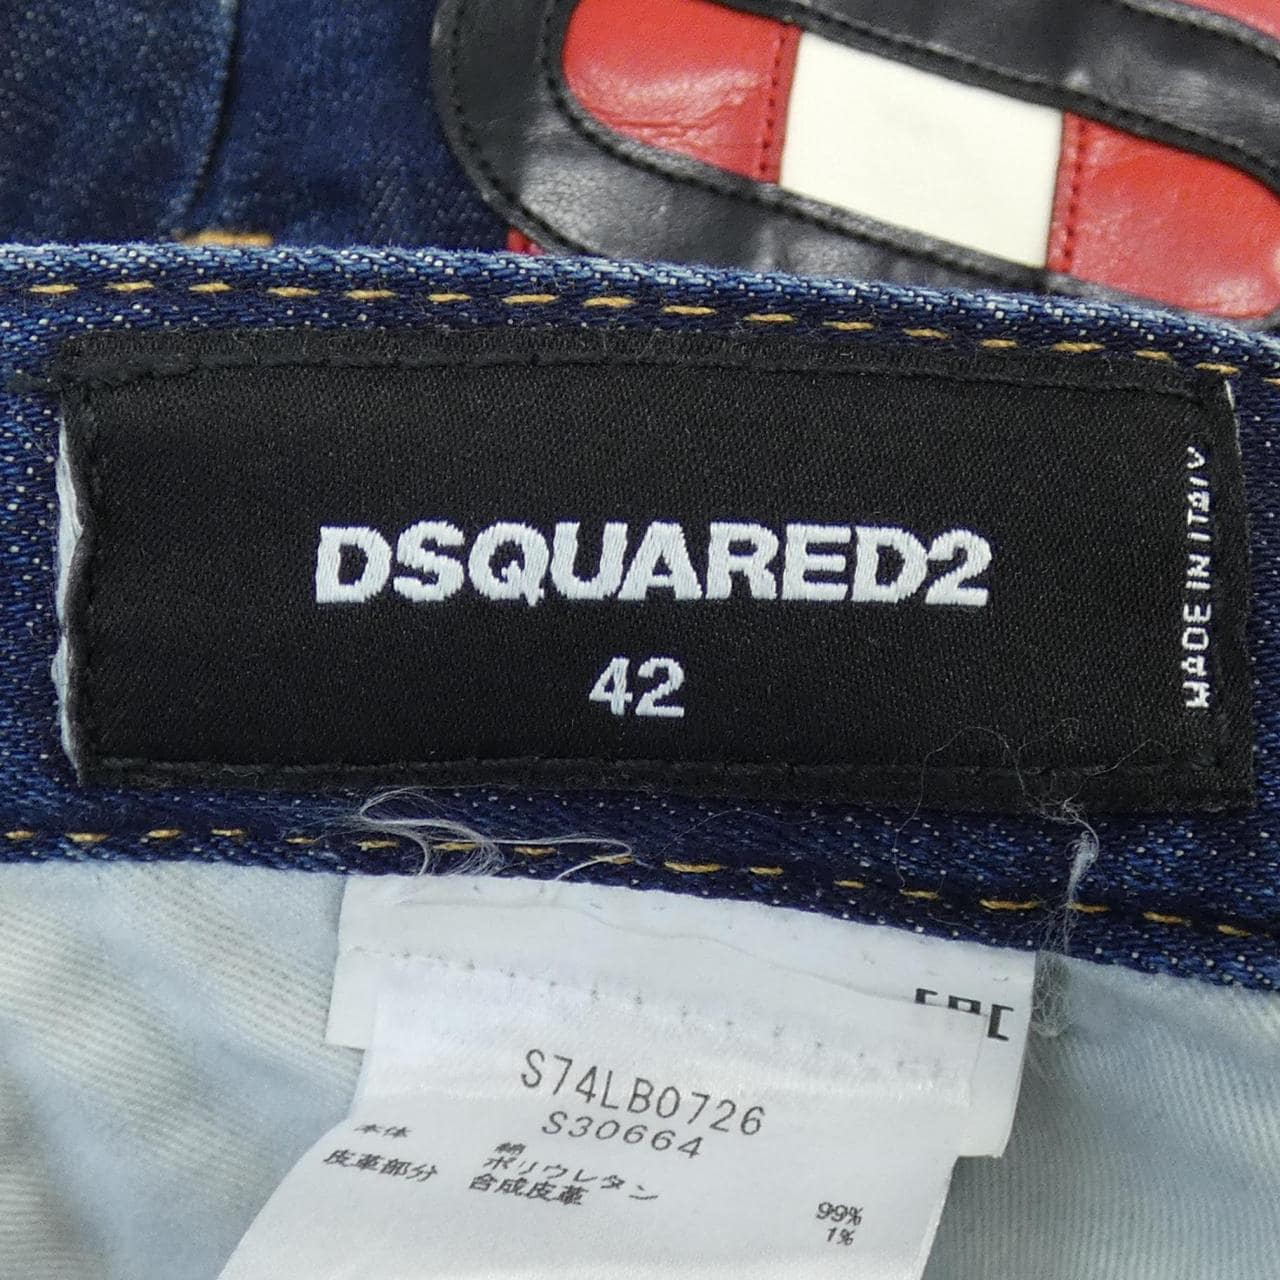 DSQUARED2
42
MADE IN ITALY
S74LB0726
S30664
本体 綿 99%
ポリウレタン 1%
皮革部分 合成皮革